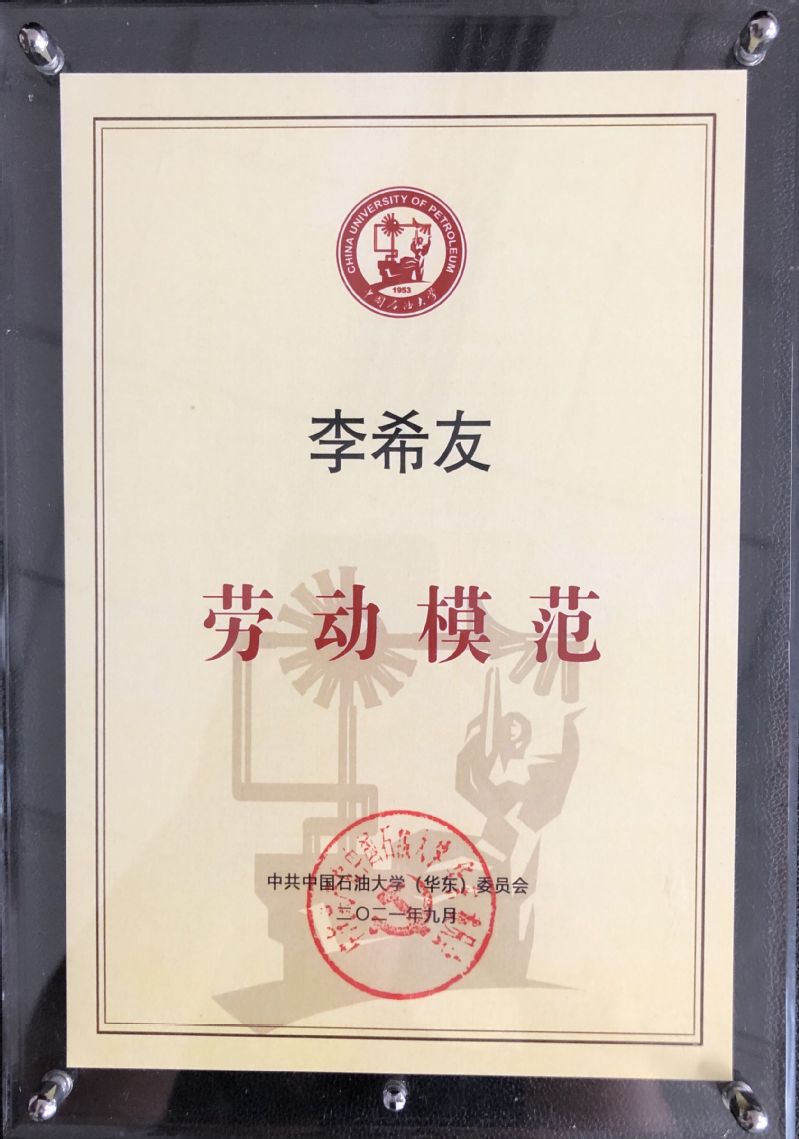 CHINA UNIVERSITY OF PETROLEUM
1953
中国石油大学
李希友
劳动模范
中共中国石油大学（华东）委员会
二〇二一年九月